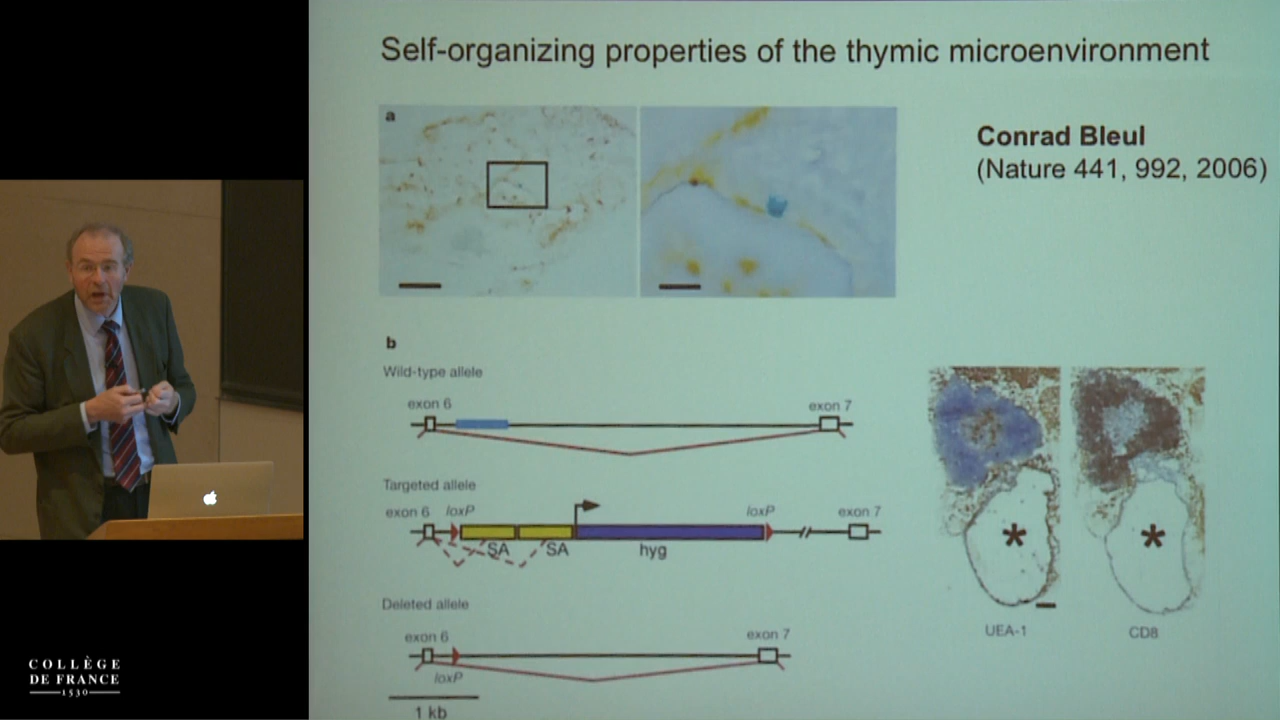 Self-organizing properties of the thymic microenvironment
a
Conrad Bleul
(Nature 441, 992, 2006)
b
Wild-type allele
exon 6
exon 7
Targeted allele
exon 6 loxP
loxP
exon 7
SA
SA
hyg
Deleted allele
exon 6
exon 7
loxP
1 kb
*
*
UEA-1
CD8
COLLÈGE
DE FRANCE
1530